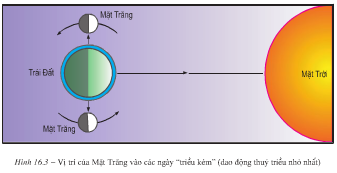 Mặt Trăng
Trái Đất
Mặt Trời
Mặt Trăng
Hình 16.3 – Vị trí của Mặt Trăng vào các ngày “triều kém” (dao động thuỷ triều nhỏ nhất)